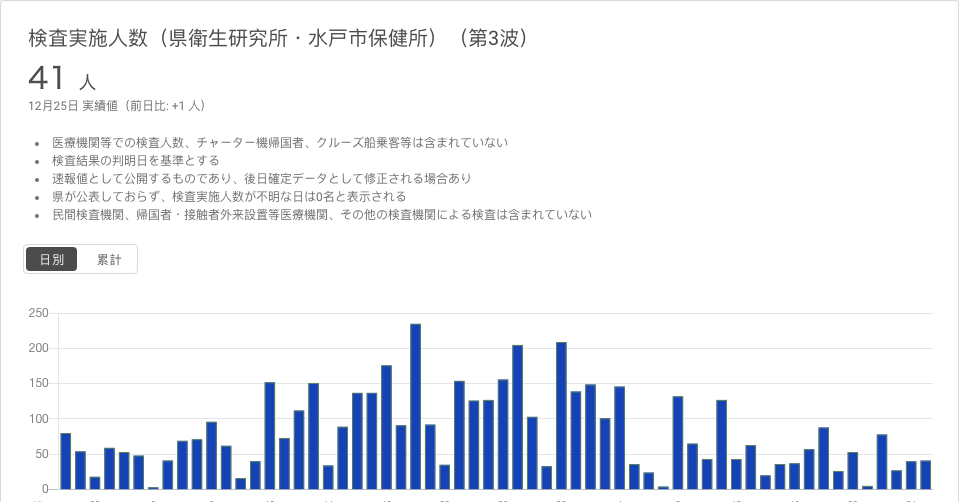 検査実施人数（県衛生研究所・水戸市保健所）（第3波）
41 人
12月25日 実績値（前日比: +1 人）
医療機関等での検査人数、チャーター機帰国者、クルーズ船乗客等は含まれていない
検査結果の判明日を基準とする
速報値として公開するものであり、後日確定データとして修正される場合あり
県が公表しておらず、検査実施人数が不明な日は0名と表示される
民間検査機関、帰国者・接触者外来設置等医療機関、その他の検査機関による検査は含まれていない
日別 累計
250
200
150
100
50
0